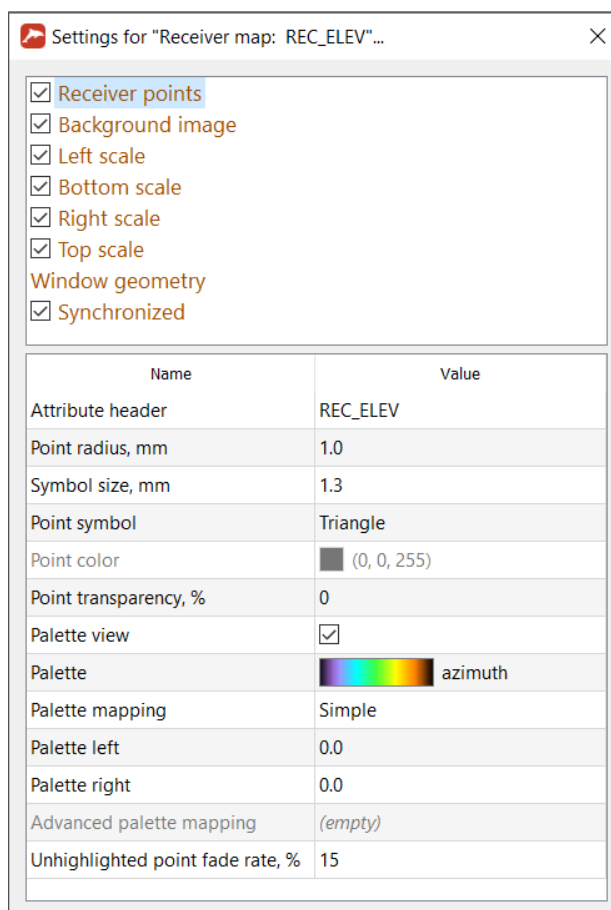 Settings for "Receiver map:  REC_ELEV"...
Receiver points
Background image
Left scale
Bottom scale
Right scale
Top scale
Window geometry
Synchronized
Name Value
Attribute header REC_ELEV
Point radius, mm 1.0
Symbol size, mm 1.3
Point symbol Triangle
Point color (0, 0, 255)
Point transparency, % 0
Palette view
Palette azimuth
Palette mapping Simple
Palette left 0.0
Palette right 0.0
Advanced palette mapping (empty)
Unhighlighted point fade rate, % 15